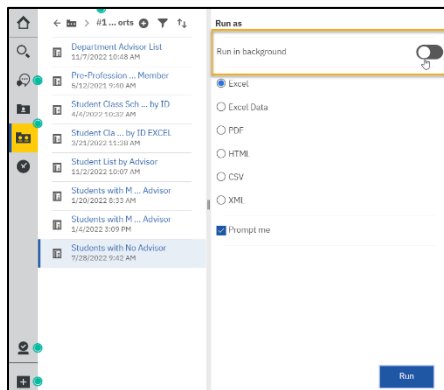 #1 ... orts
Department Advisor List
11/7/2022 10:48 AM
Pre-Profession ... Member
6/12/2021 9:40 AM
Student Class Sch ... by ID
4/4/2022 10:32 AM
Student Cla ... by ID EXCEL
3/21/2022 11:38 AM
Student List by Advisor
11/2/2022 10:07 AM
Students with M ... Advisor
1/20/2022 8:33 AM
Students with M ... Advisor
1/4/2022 3:09 PM
Students with No Advisor
7/28/2022 9:42 AM
Run as
Run in background
Excel
Excel Data
PDF
HTML
CSV
XML
Prompt me
Run